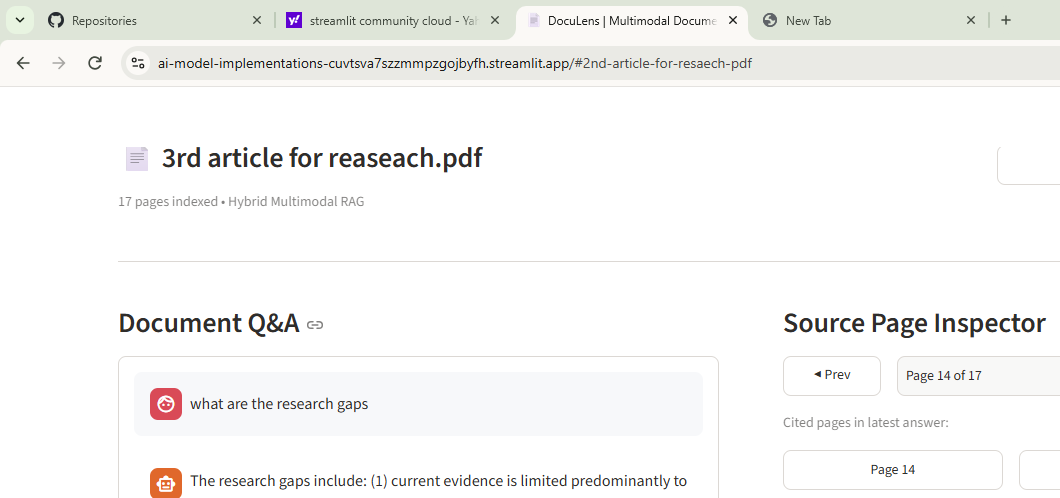 Repositories
streamlit community cloud - Yah
DocuLens | Multimodal Docume
New Tab
ai-model-implementations-cuvtsva7szzmmpzgojbyfh.streamlit.app/#2nd-article-for-resaech-pdf
3rd article for reaseach.pdf
17 pages indexed • Hybrid Multimodal RAG
Document Q&A
Source Page Inspector
◂ Prev
Page 14 of 17
what are the research gaps
Cited pages in latest answer:
Page 14
The research gaps include: (1) current evidence is limited predominantly to